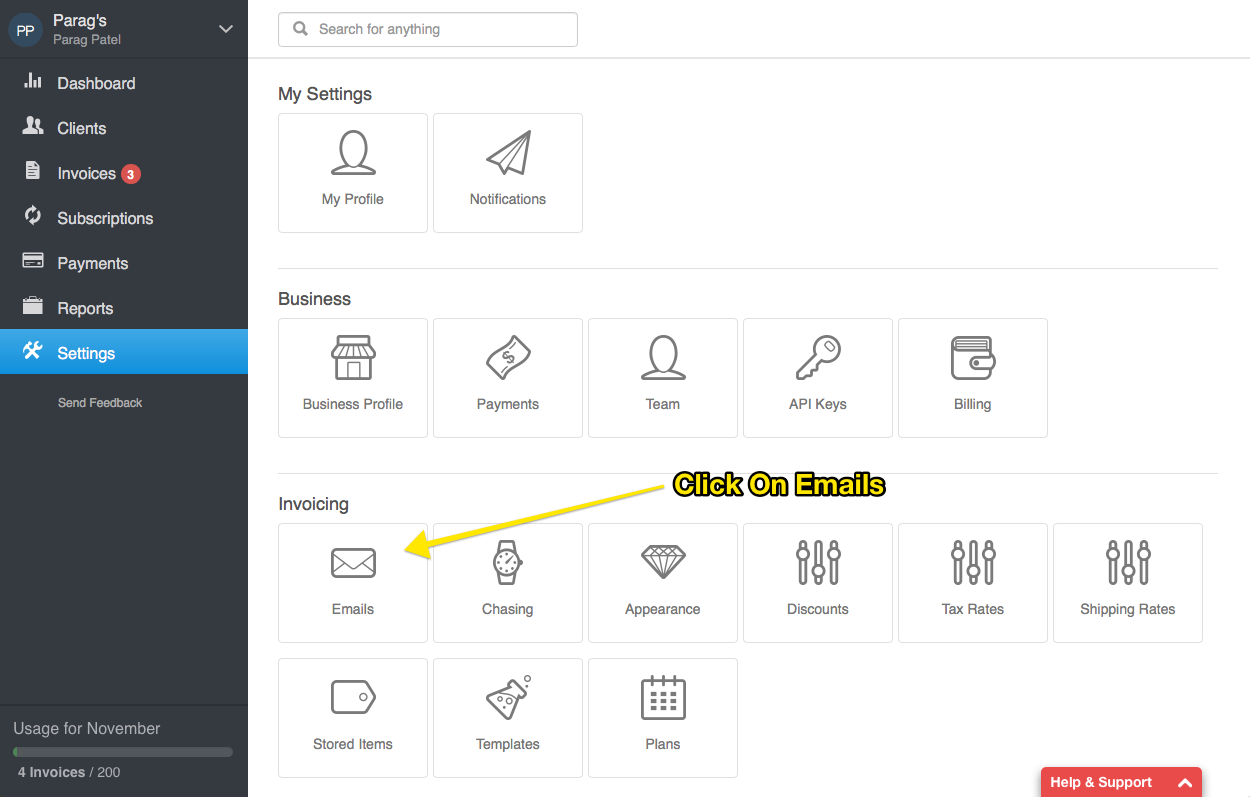 PP
Parag's
Parag Patel
Dashboard
Clients
Invoices 3
Subscriptions
Payments
Reports
Settings
Send Feedback
Usage for November
4 Invoices / 200
Search for anything
My Settings
My Profile
Notifications
Business
Business Profile
Payments
Team
API Keys
Billing
Click On Emails
Invoicing
Emails
Chasing
Appearance
Discounts
Tax Rates
Shipping Rates
Stored Items
Templates
Plans
Help & Support